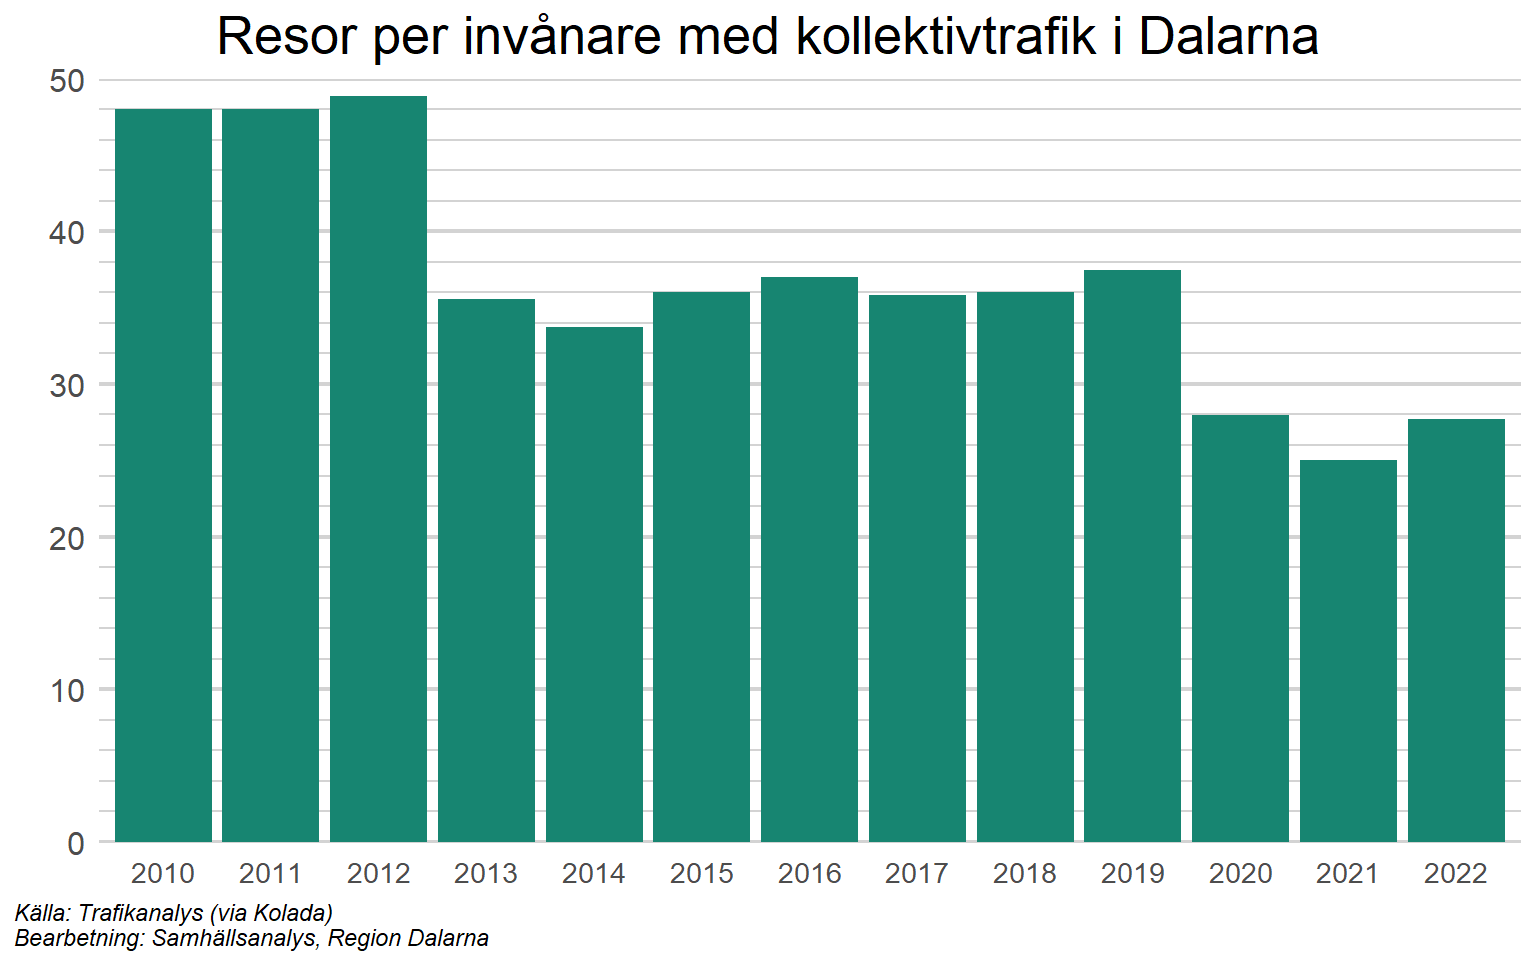 Resor per invånare med kollektivtrafik i Dalarna
50
40
30
20
10
0
2010 2011 2012 2013 2014 2015 2016 2017 2018 2019 2020 2021 2022
Källa: Trafikanalys (via Kolada)
Bearbetning: Samhällsanalys, Region Dalarna